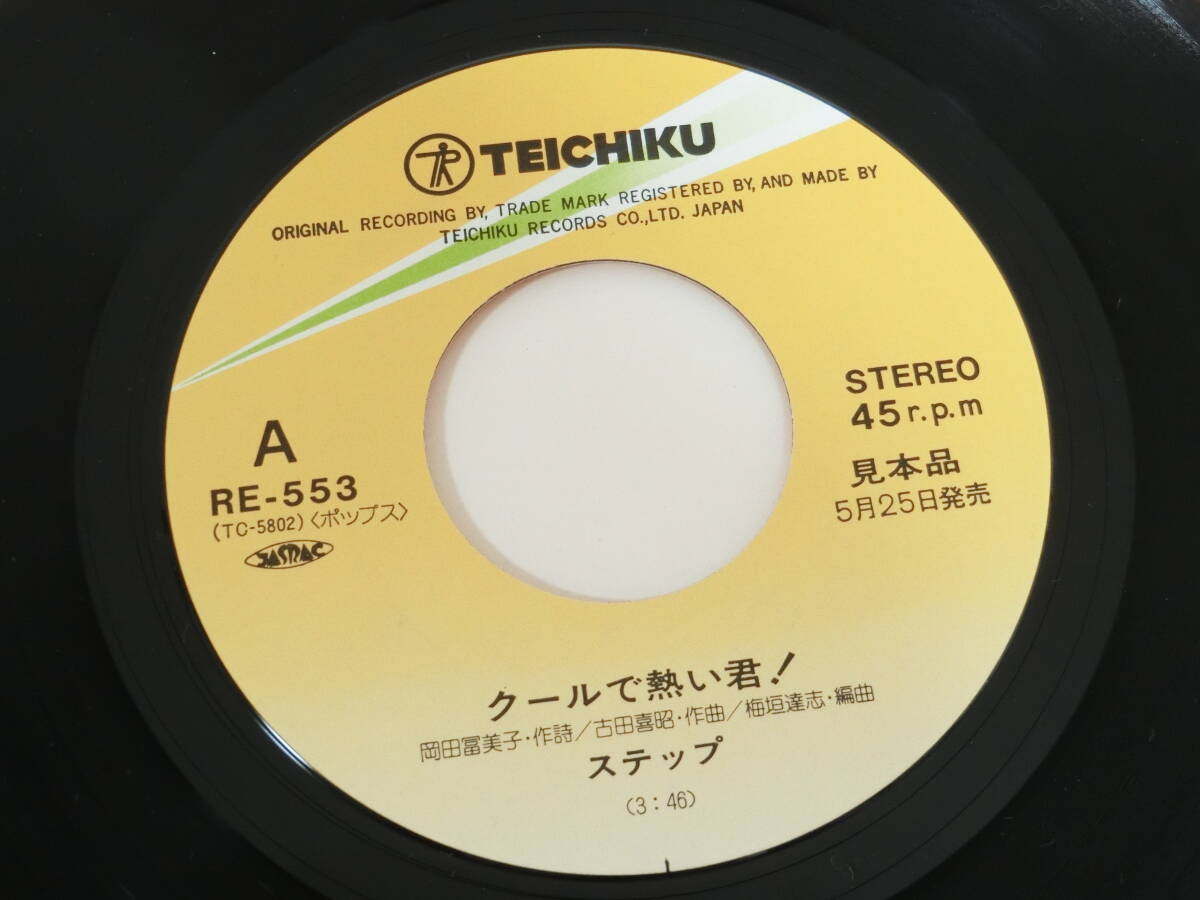 TEICHIKU
ORIGINAL RECORDING BY, TRADE MARK REGISTERED BY, AND MADE BY
TEICHIKU RECORDS CO.,LTD. JAPAN
A
RE-553
(TC-5802)〈ポップス〉
JASRAC
STEREO
45 r.p.m
見本品
5月25日発売
クールで熱い君!
岡田冨美子・作詩/古田喜昭・作曲/梅垣達志・編曲
ステップ
(3:46)